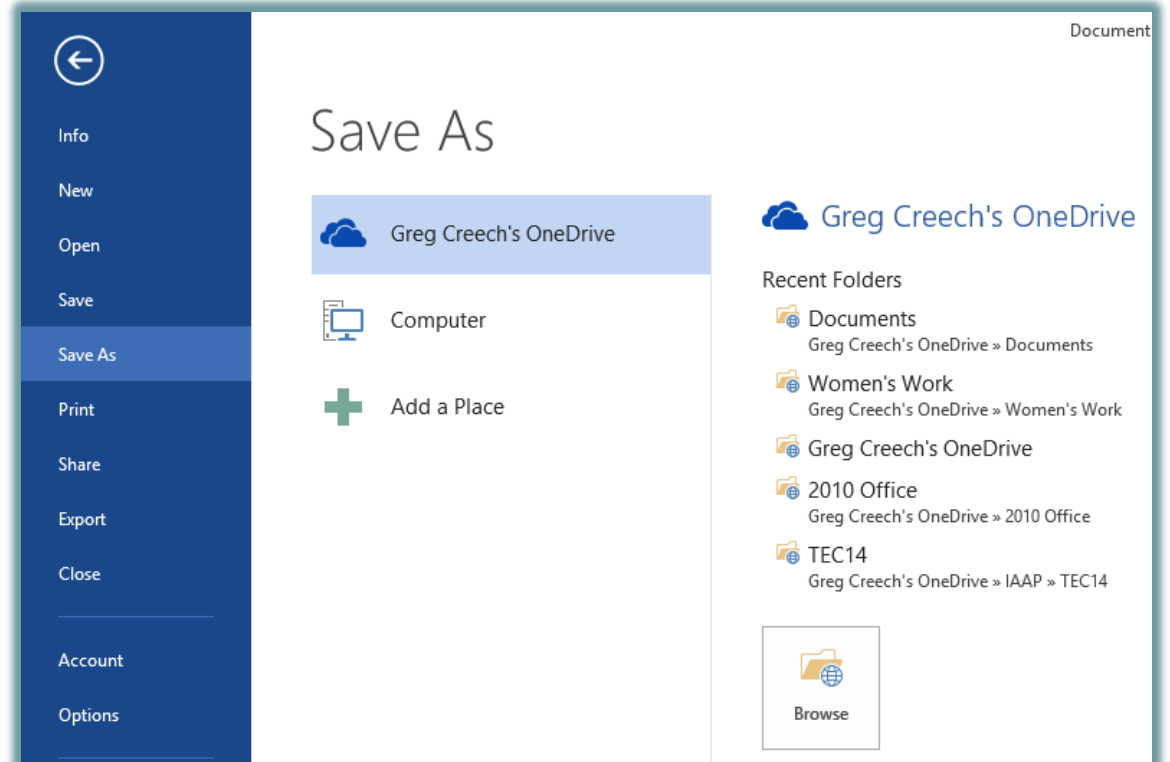 Document
Info
New
Open
Save
Save As
Print
Share
Export
Close
Account
Options
Save As
Greg Creech's OneDrive
Computer
Add a Place
Greg Creech's OneDrive
Recent Folders
Documents
Greg Creech's OneDrive » Documents
Women's Work
Greg Creech's OneDrive » Women's Work
Greg Creech's OneDrive
2010 Office
Greg Creech's OneDrive » 2010 Office
TEC14
Greg Creech's OneDrive » IAAP » TEC14
Browse